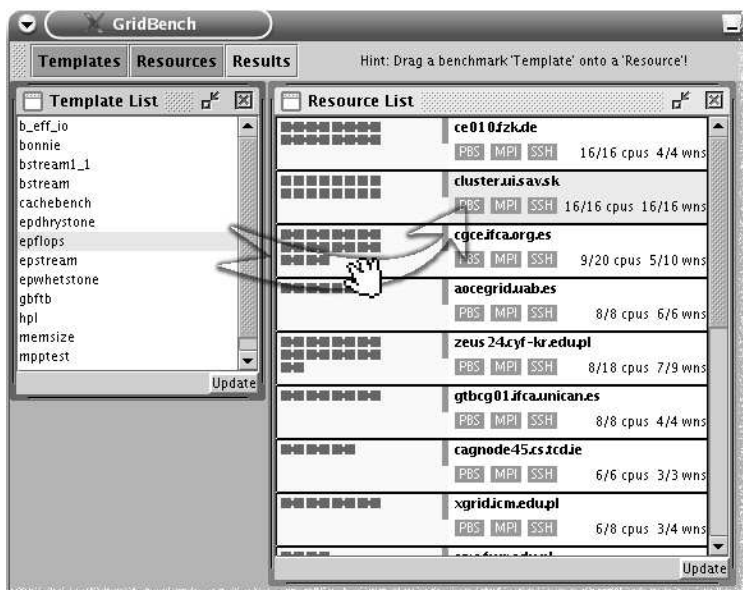 GridBench
Templates Resources Results Hint: Drag a benchmark 'Template' onto a 'Resource'!
Template List
b_eff_io
bonnie
bstream1_1
bstream
cachebench
epdhrystone
epflops
epstream
epwhetstone
gbftb
hpl
memsize
mpptest
Update
Resource List
ce010.fzk.de
PBS MPI SSH 16/16 cpus 4/4 wns
cluster.ui.sav.sk
PBS MPI SSH 16/16 cpus 16/16 wns
cgce.ifca.org.es
PBS MPI SSH 9/20 cpus 5/10 wns
aocegrid.uab.es
PBS MPI SSH 8/8 cpus 6/6 wns
zeus24.cyf-kr.edu.pl
PBS MPI SSH 8/18 cpus 7/9 wns
gtbcg01.ifca.unican.es
PBS MPI SSH 8/8 cpus 4/4 wns
cagnode45.cs.tcd.ie
PBS MPI SSH 6/6 cpus 3/3 wns
xgrid.icm.edu.pl
PBS MPI SSH 6/8 cpus 3/4 wns
Update